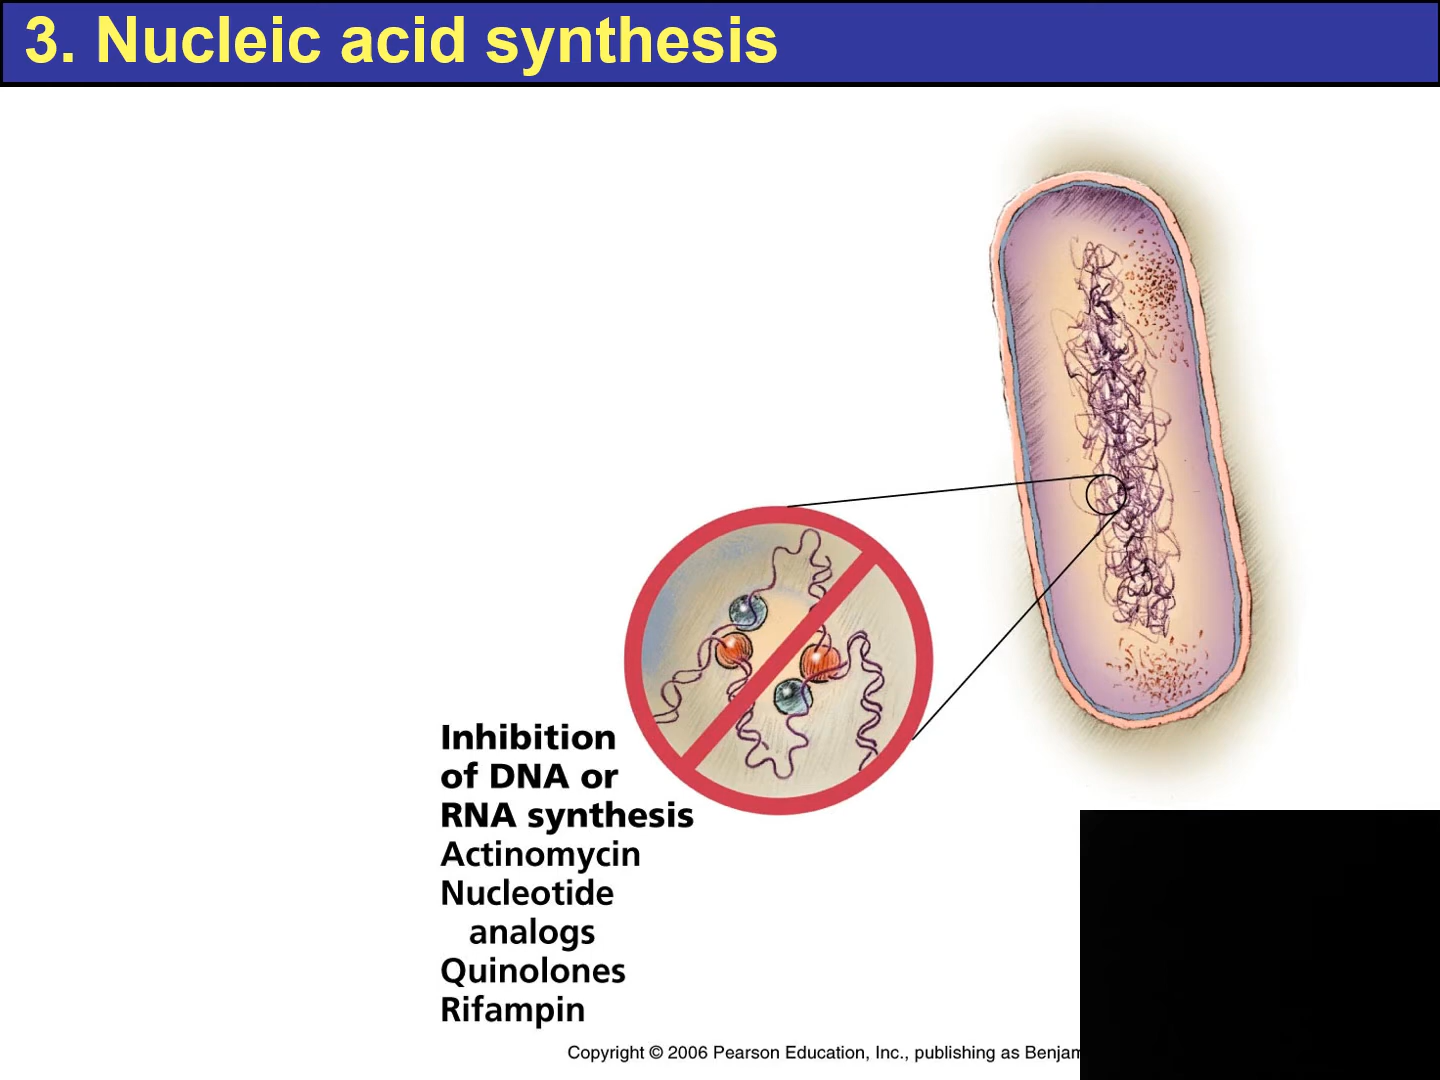 3. Nucleic acid synthesis
Inhibition
of DNA or
RNA synthesis
Actinomycin
Nucleotide
analogs
Quinolones
Rifampin
Copyright © 2006 Pearson Education, Inc., publishing as